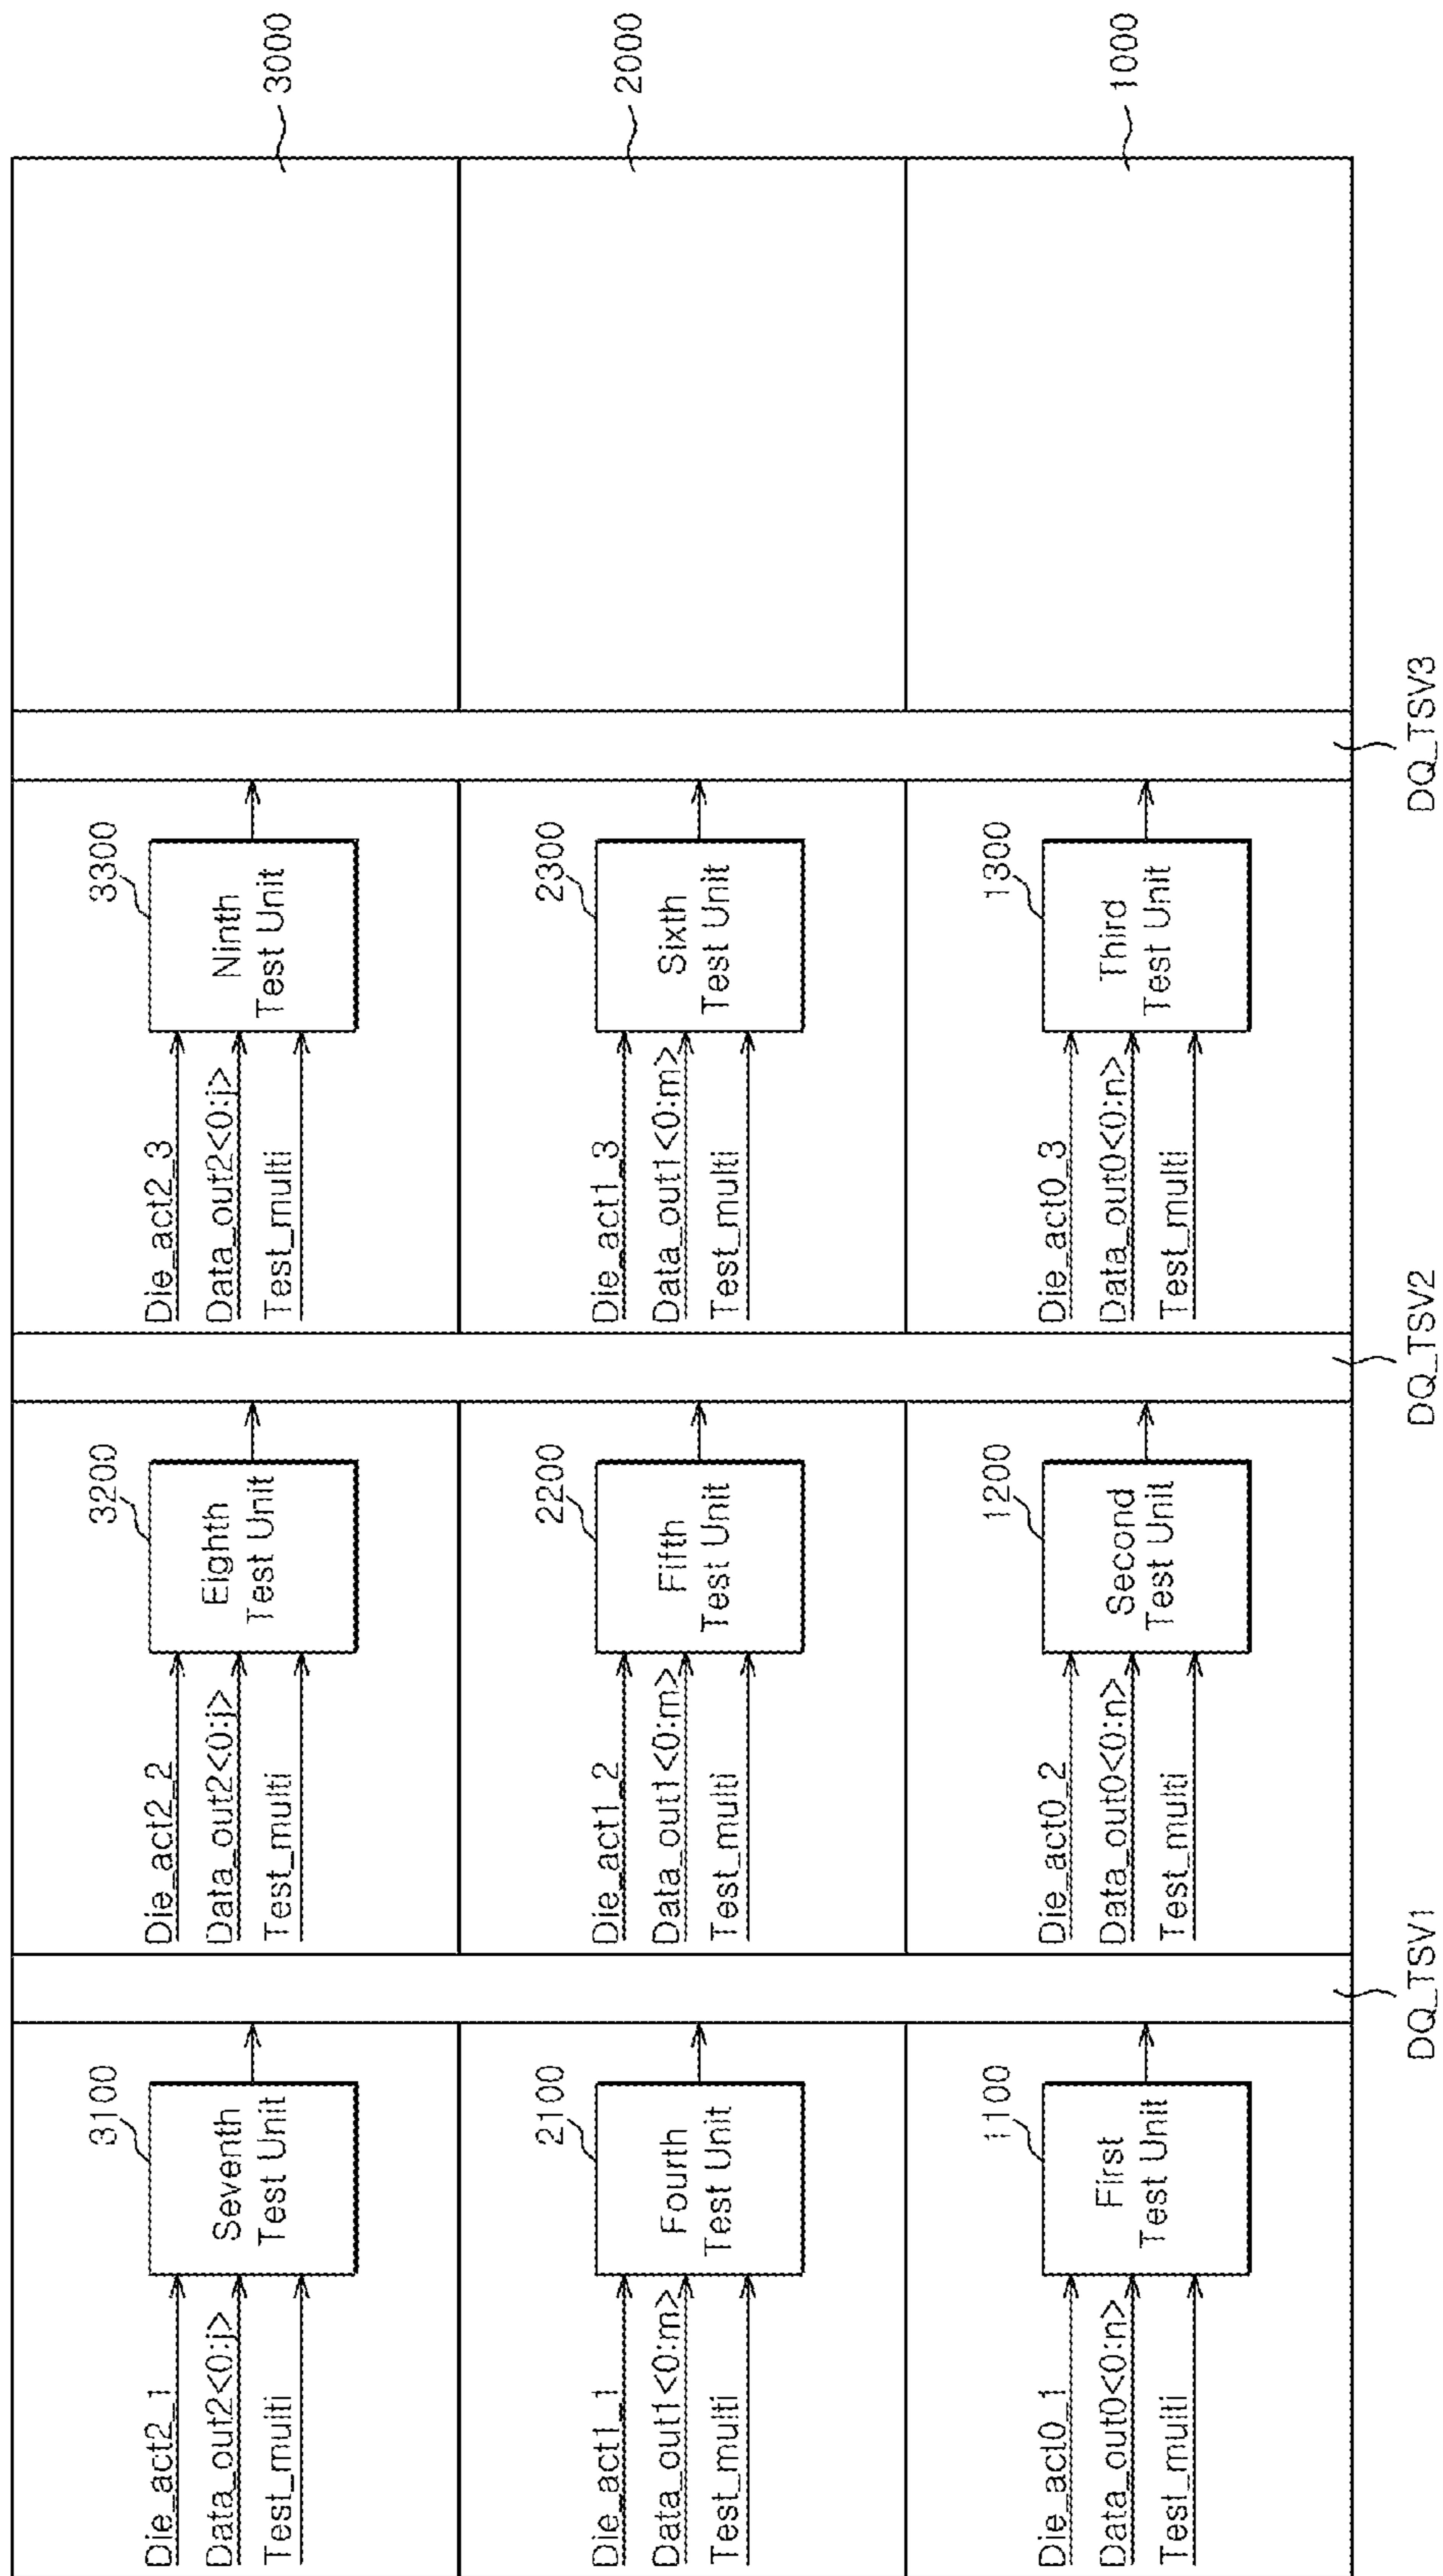 3000
3100
Seventh
Test Unit
Die_act2_1
Data_out2<0:j>
Test_multi
3200
Eighth
Test Unit
Die_act2_2
Data_out2<0:j>
Test_multi
3300
Ninth
Test Unit
Die_act2_3
Data_out2<0:j>
Test_multi
2000
2100
Fourth
Test Unit
Die_act1_1
Data_out1<0:m>
Test_multi
2200
Fifth
Test Unit
Die_act1_2
Data_out1<0:m>
Test_multi
2300
Sixth
Test Unit
Die_act1_3
Data_out1<0:m>
Test_multi
1000
1100
First
Test Unit
Die_act0_1
Data_out0<0:n>
Test_multi
1200
Second
Test Unit
Die_act0_2
Data_out0<0:n>
Test_multi
1300
Third
Test Unit
Die_act0_3
Data_out0<0:n>
Test_multi
DQ_TSV1
DQ_TSV2
DQ_TSV3